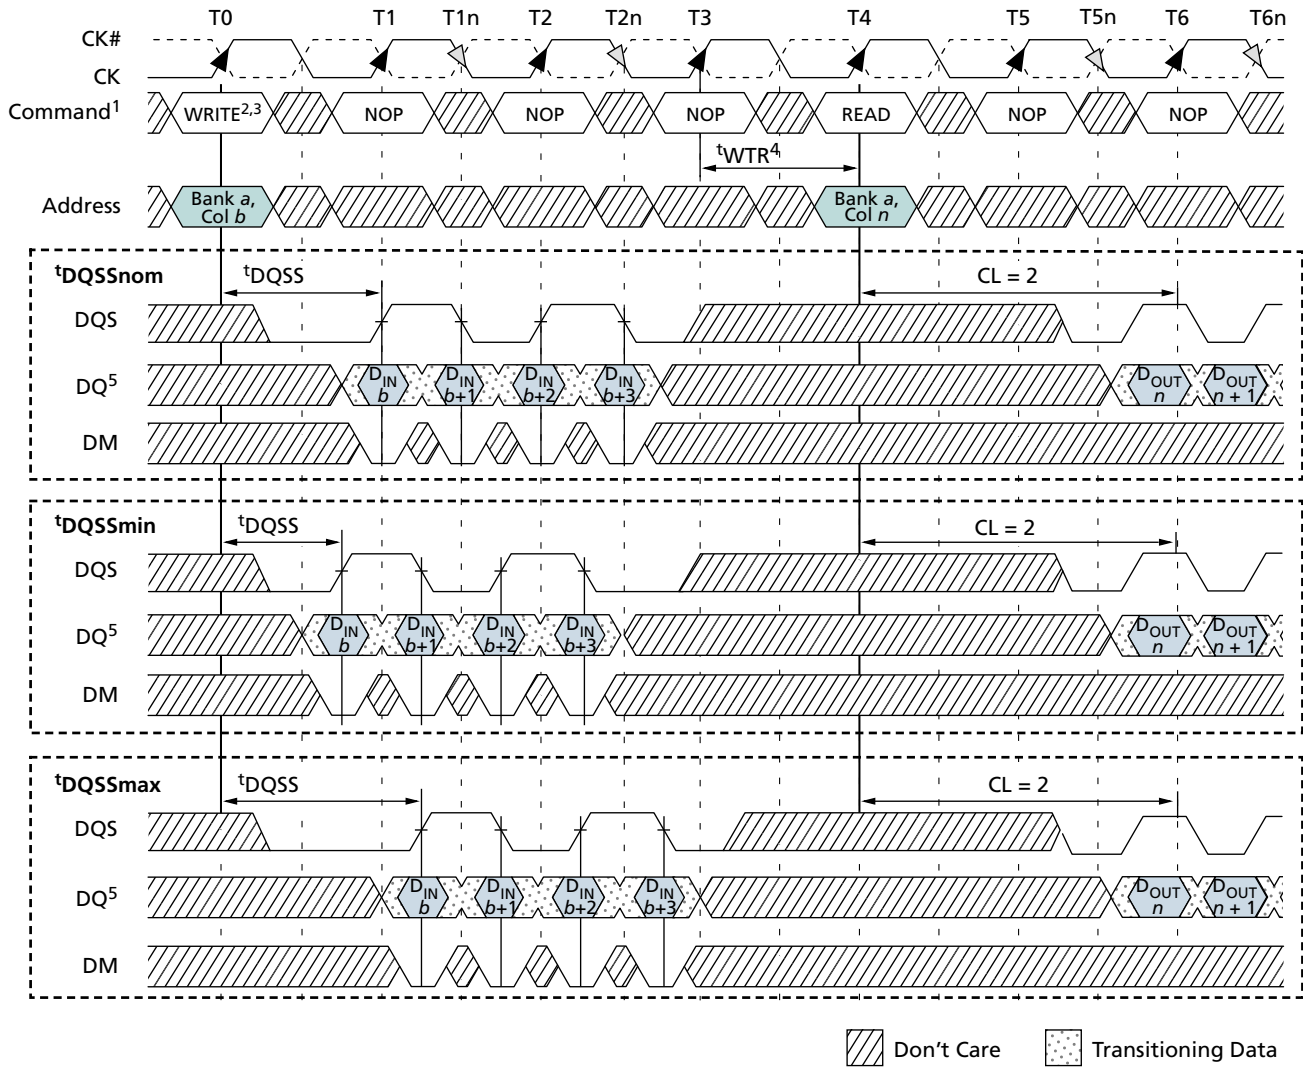 T0 T1 T1n T2 T2n T3 T4 T5 T5n T6 T6n
CK#
CK
Command1 WRITE2,3 NOP NOP NOP READ NOP NOP
tWTR4
Address Bank a, Col b Bank a, Col n
tDQSSnom tDQSS CL = 2
DQS
DQ5 DIN b DIN b+1 DIN b+2 DIN b+3 DOUT n DOUT n + 1
DM
tDQSSmin tDQSS CL = 2
DQS
DQ5 DIN b DIN b+1 DIN b+2 DIN b+3 DOUT n DOUT n + 1
DM
tDQSSmax tDQSS CL = 2
DQS
DQ5 DIN b DIN b+1 DIN b+2 DIN b+3 DOUT n DOUT n + 1
DM
Don't Care Transitioning Data